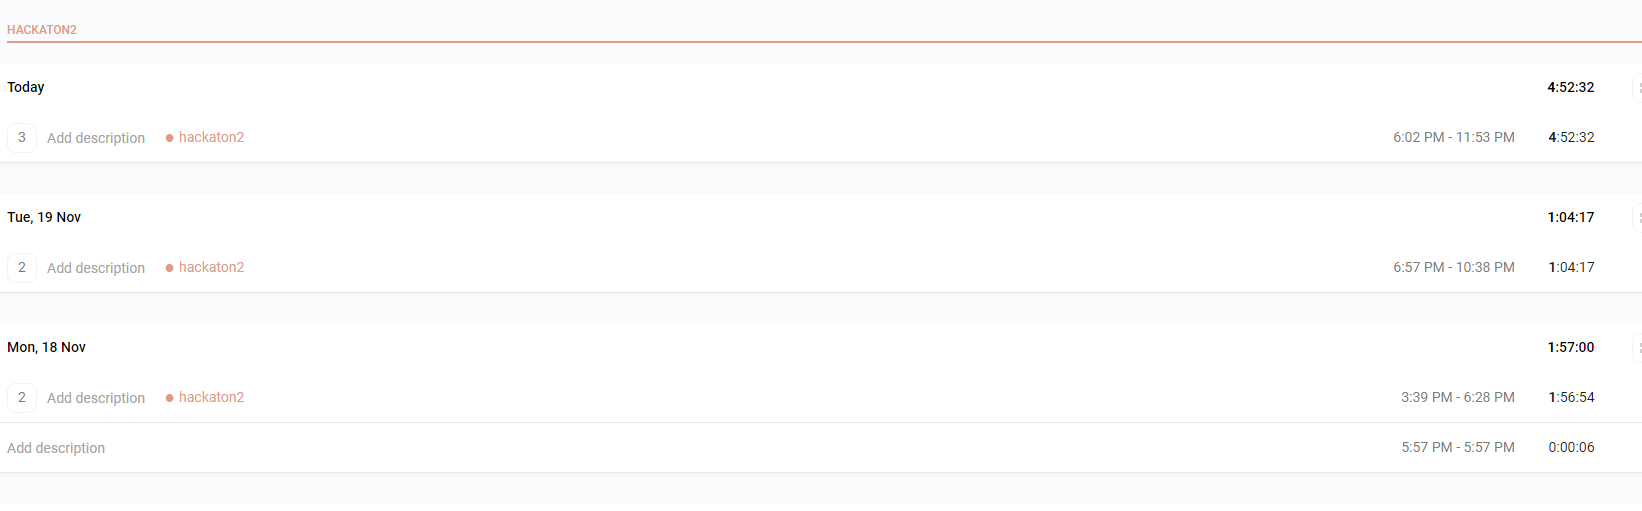 HACKATON2
Today 4:52:32
3 Add description hackaton2 6:02 PM - 11:53 PM 4:52:32
Tue, 19 Nov 1:04:17
2 Add description hackaton2 6:57 PM - 10:38 PM 1:04:17
Mon, 18 Nov 1:57:00
2 Add description hackaton2 3:39 PM - 6:28 PM 1:56:54
Add description 5:57 PM - 5:57 PM 0:00:06